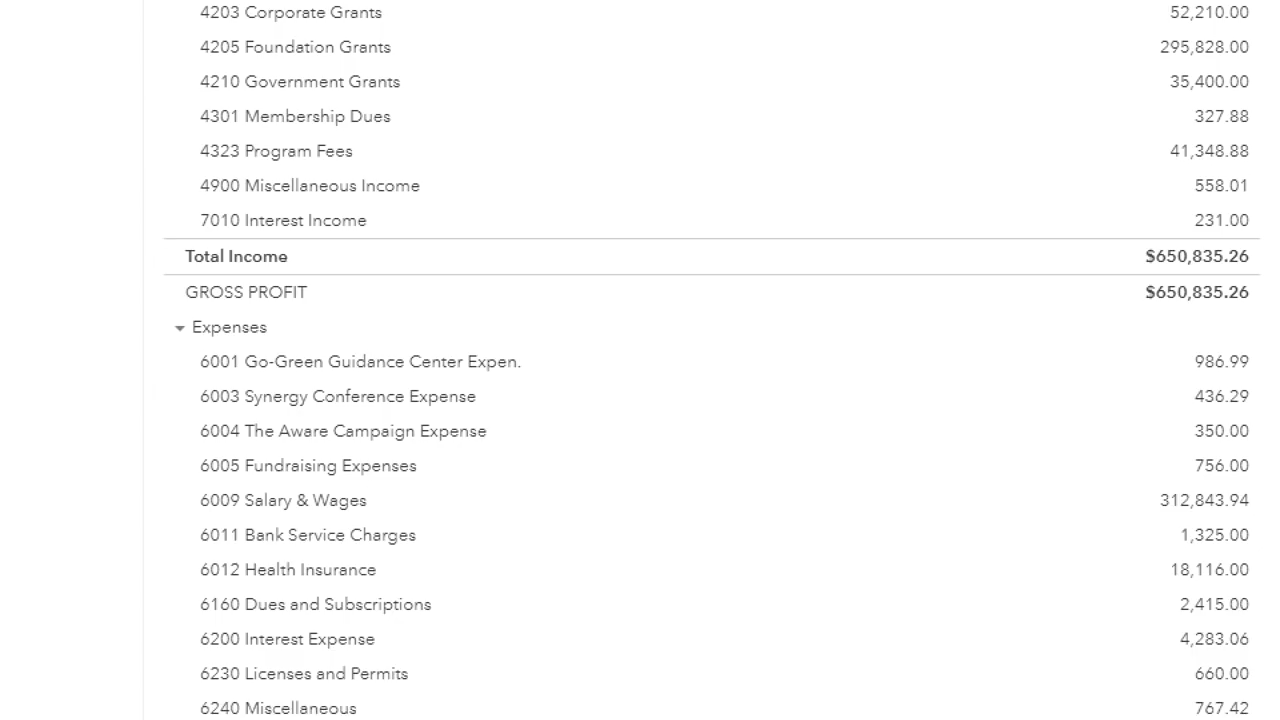 4203 Corporate Grants 52,210.00
4205 Foundation Grants 295,828.00
4210 Government Grants 35,400.00
4301 Membership Dues 327.88
4323 Program Fees 41,348.88
4900 Miscellaneous Income 558.01
7010 Interest Income 231.00
Total Income $650,835.26
GROSS PROFIT $650,835.26
Expenses
6001 Go-Green Guidance Center Expen. 986.99
6003 Synergy Conference Expense 436.29
6004 The Aware Campaign Expense 350.00
6005 Fundraising Expenses 756.00
6009 Salary & Wages 312,843.94
6011 Bank Service Charges 1,325.00
6012 Health Insurance 18,116.00
6160 Dues and Subscriptions 2,415.00
6200 Interest Expense 4,283.06
6230 Licenses and Permits 660.00
6240 Miscellaneous 767.42